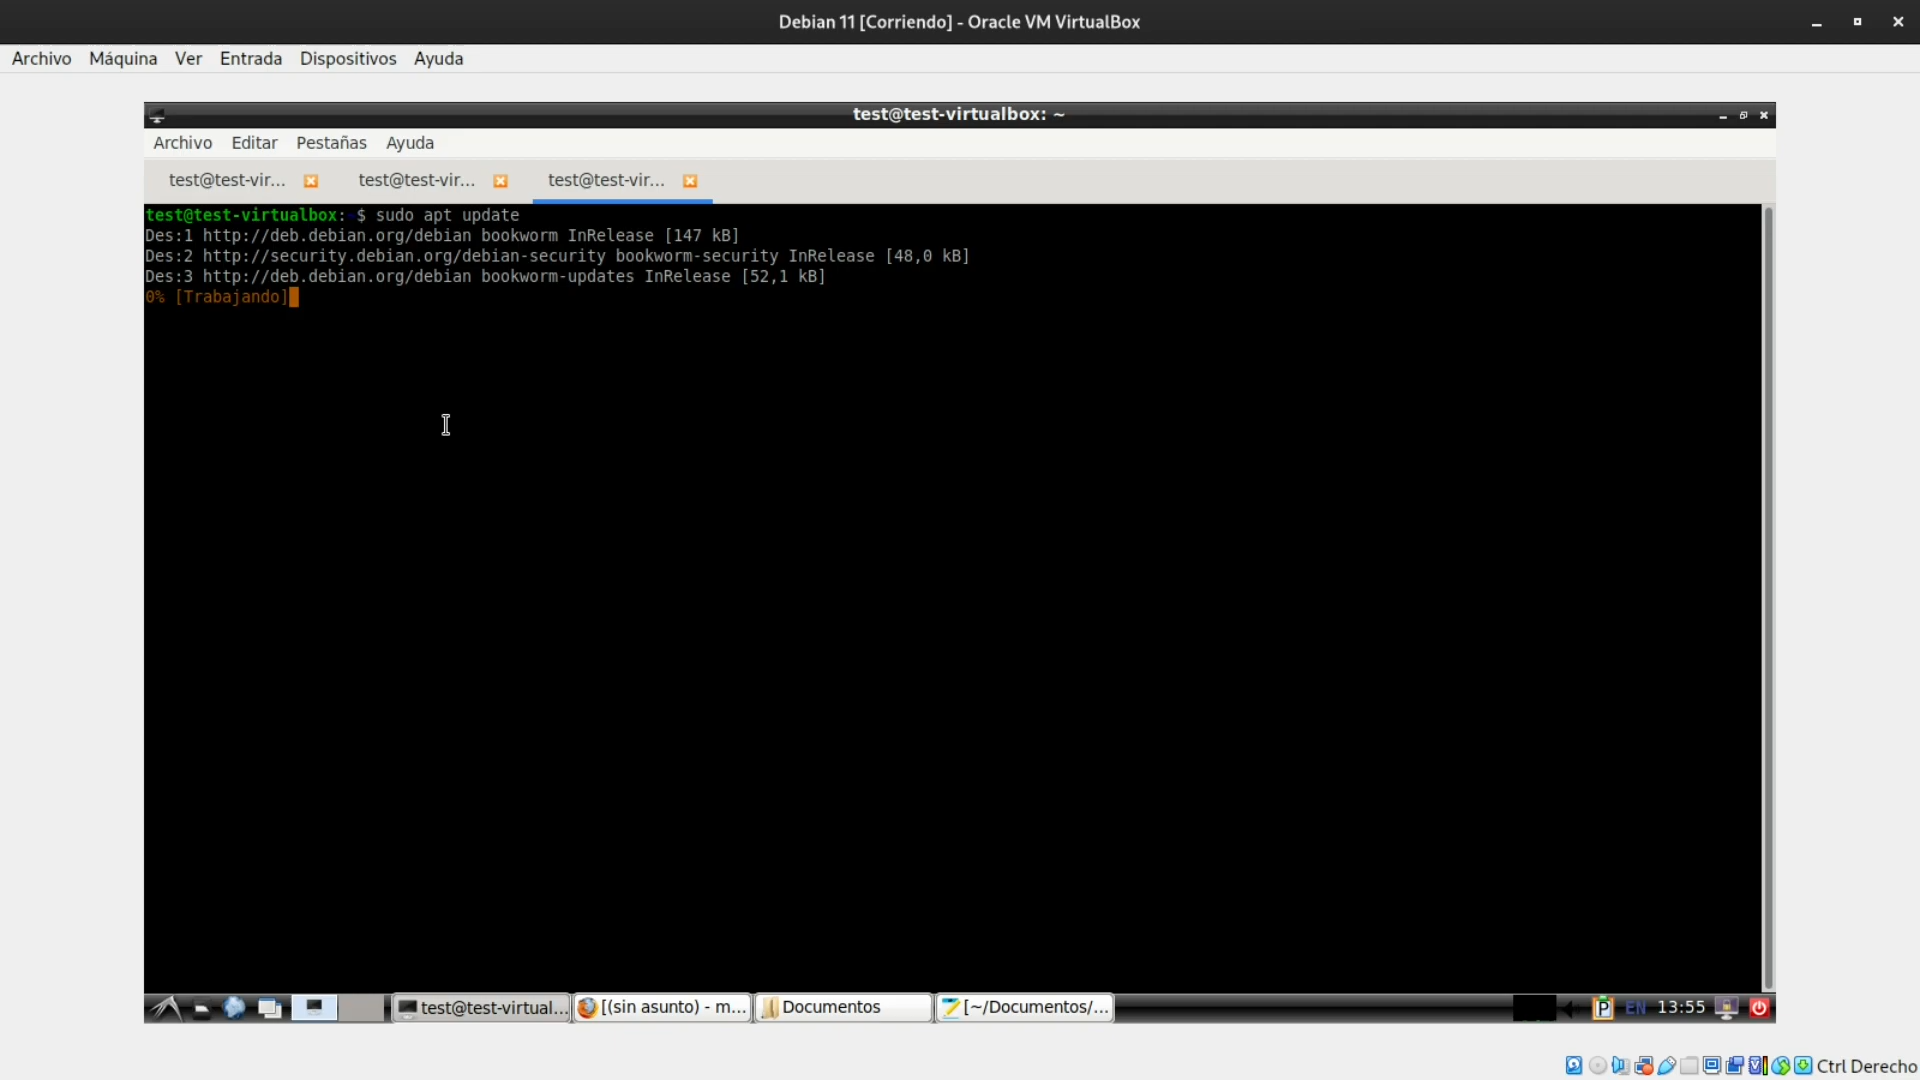 Debian 11 [Corriendo] - Oracle VM VirtualBox
Archivo Máquina Ver Entrada Dispositivos Ayuda
test@test-virtualbox: ~
Archivo Editar Pestañas Ayuda
test@test-vir... test@test-vir... test@test-vir...
test@test-virtualbox: $ sudo apt update
Des:1 http://deb.debian.org/debian bookworm InRelease [147 kB]
Des:2 http://security.debian.org/debian-security bookworm-security InRelease [48,0 kB]
Des:3 http://deb.debian.org/debian bookworm-updates InRelease [52,1 kB]
0% [Trabajando]
test@test-virtual... [(sin asunto) - m... Documentos [~/Documentos/... EN 13:55
Ctrl Derecho